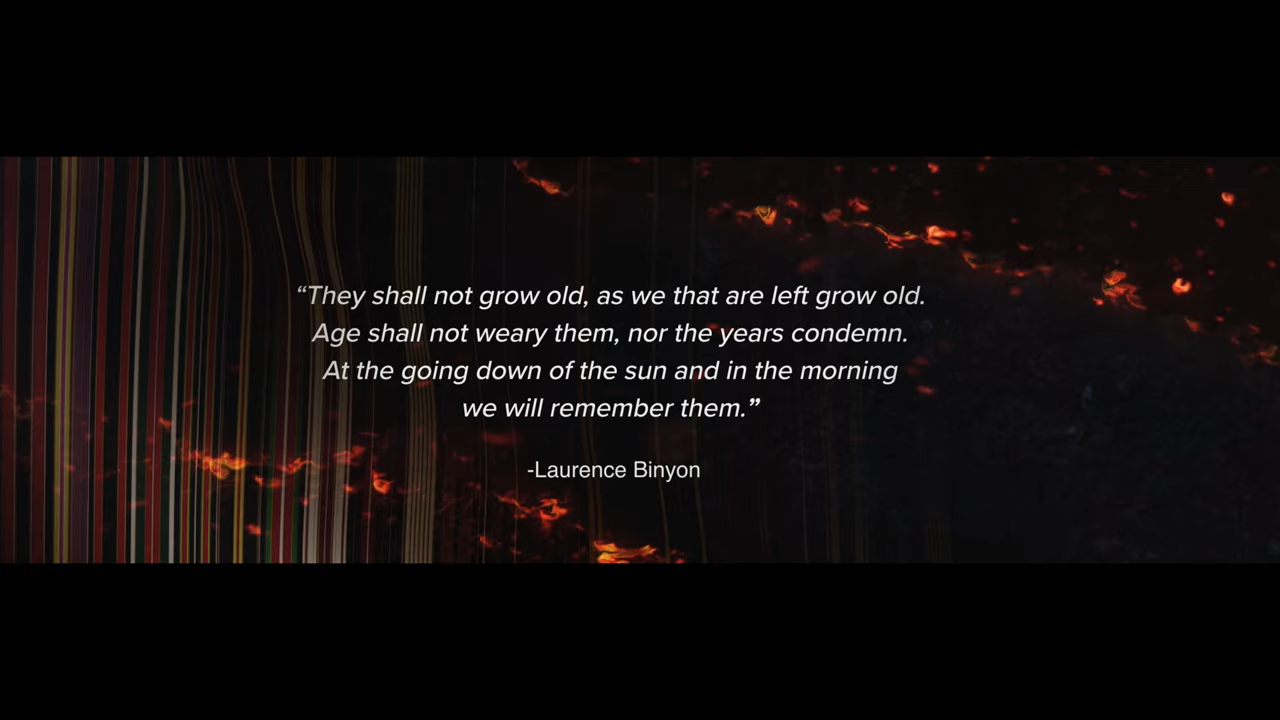 “They shall not grow old, as we that are left grow old.
Age shall not weary them, nor the years condemn.
At the going down of the sun and in the morning
we will remember them.”
-Laurence Binyon